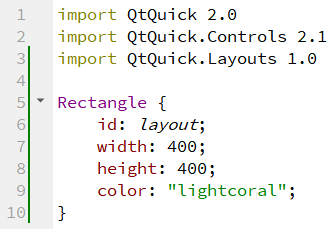 1 import QtQuick 2.0
2 import QtQuick.Controls 2.1
3 import QtQuick.Layouts 1.0
4
5 Rectangle {
6     id: layout;
7     width: 400;
8     height: 400;
9     color: "lightcoral";
10 }